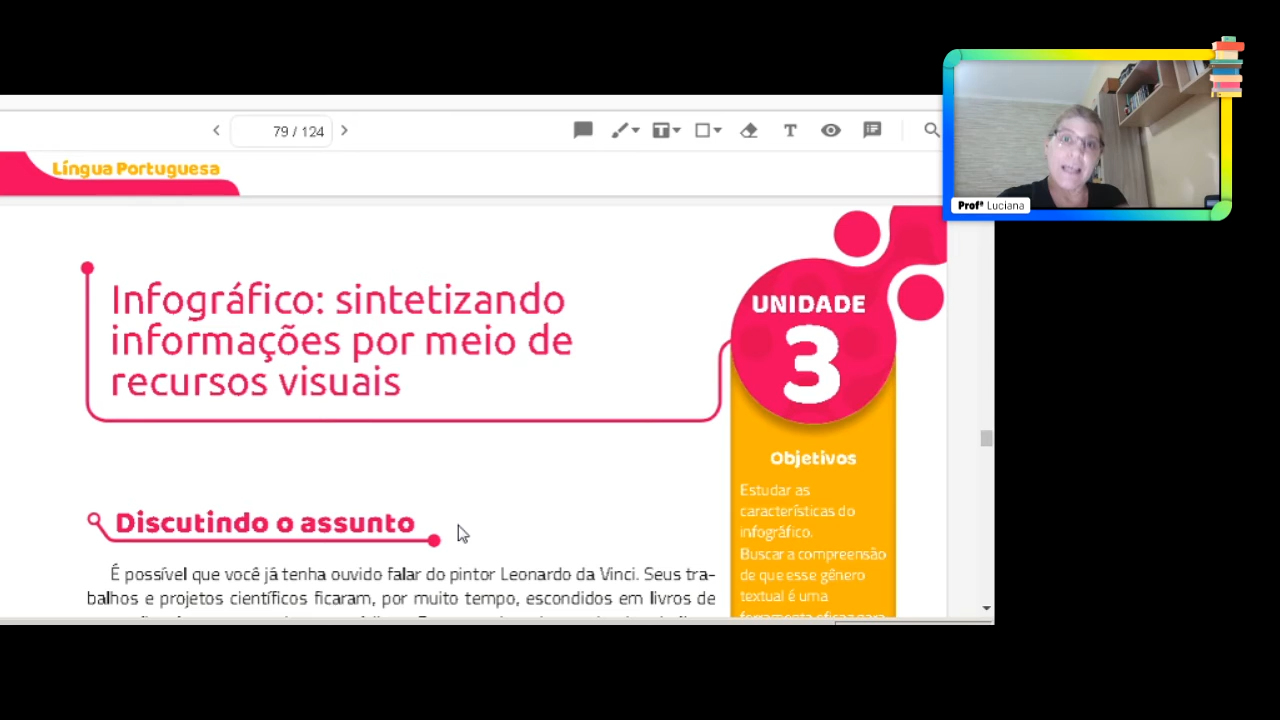 79 / 124
T
T
Língua Portuguesa
Profª Luciana
Infográfico: sintetizando
informações por meio de
recursos visuais
UNIDADE
3
Objetivos
Estudar as
características do
infográfico.
Buscar a compreensão
de que esse gênero
textual é uma
Discutindo o assunto
É possível que você já tenha ouvido falar do pintor Leonardo da Vinci. Seus tra-
balhos e projetos científicos ficaram, por muito tempo, escondidos em livros de